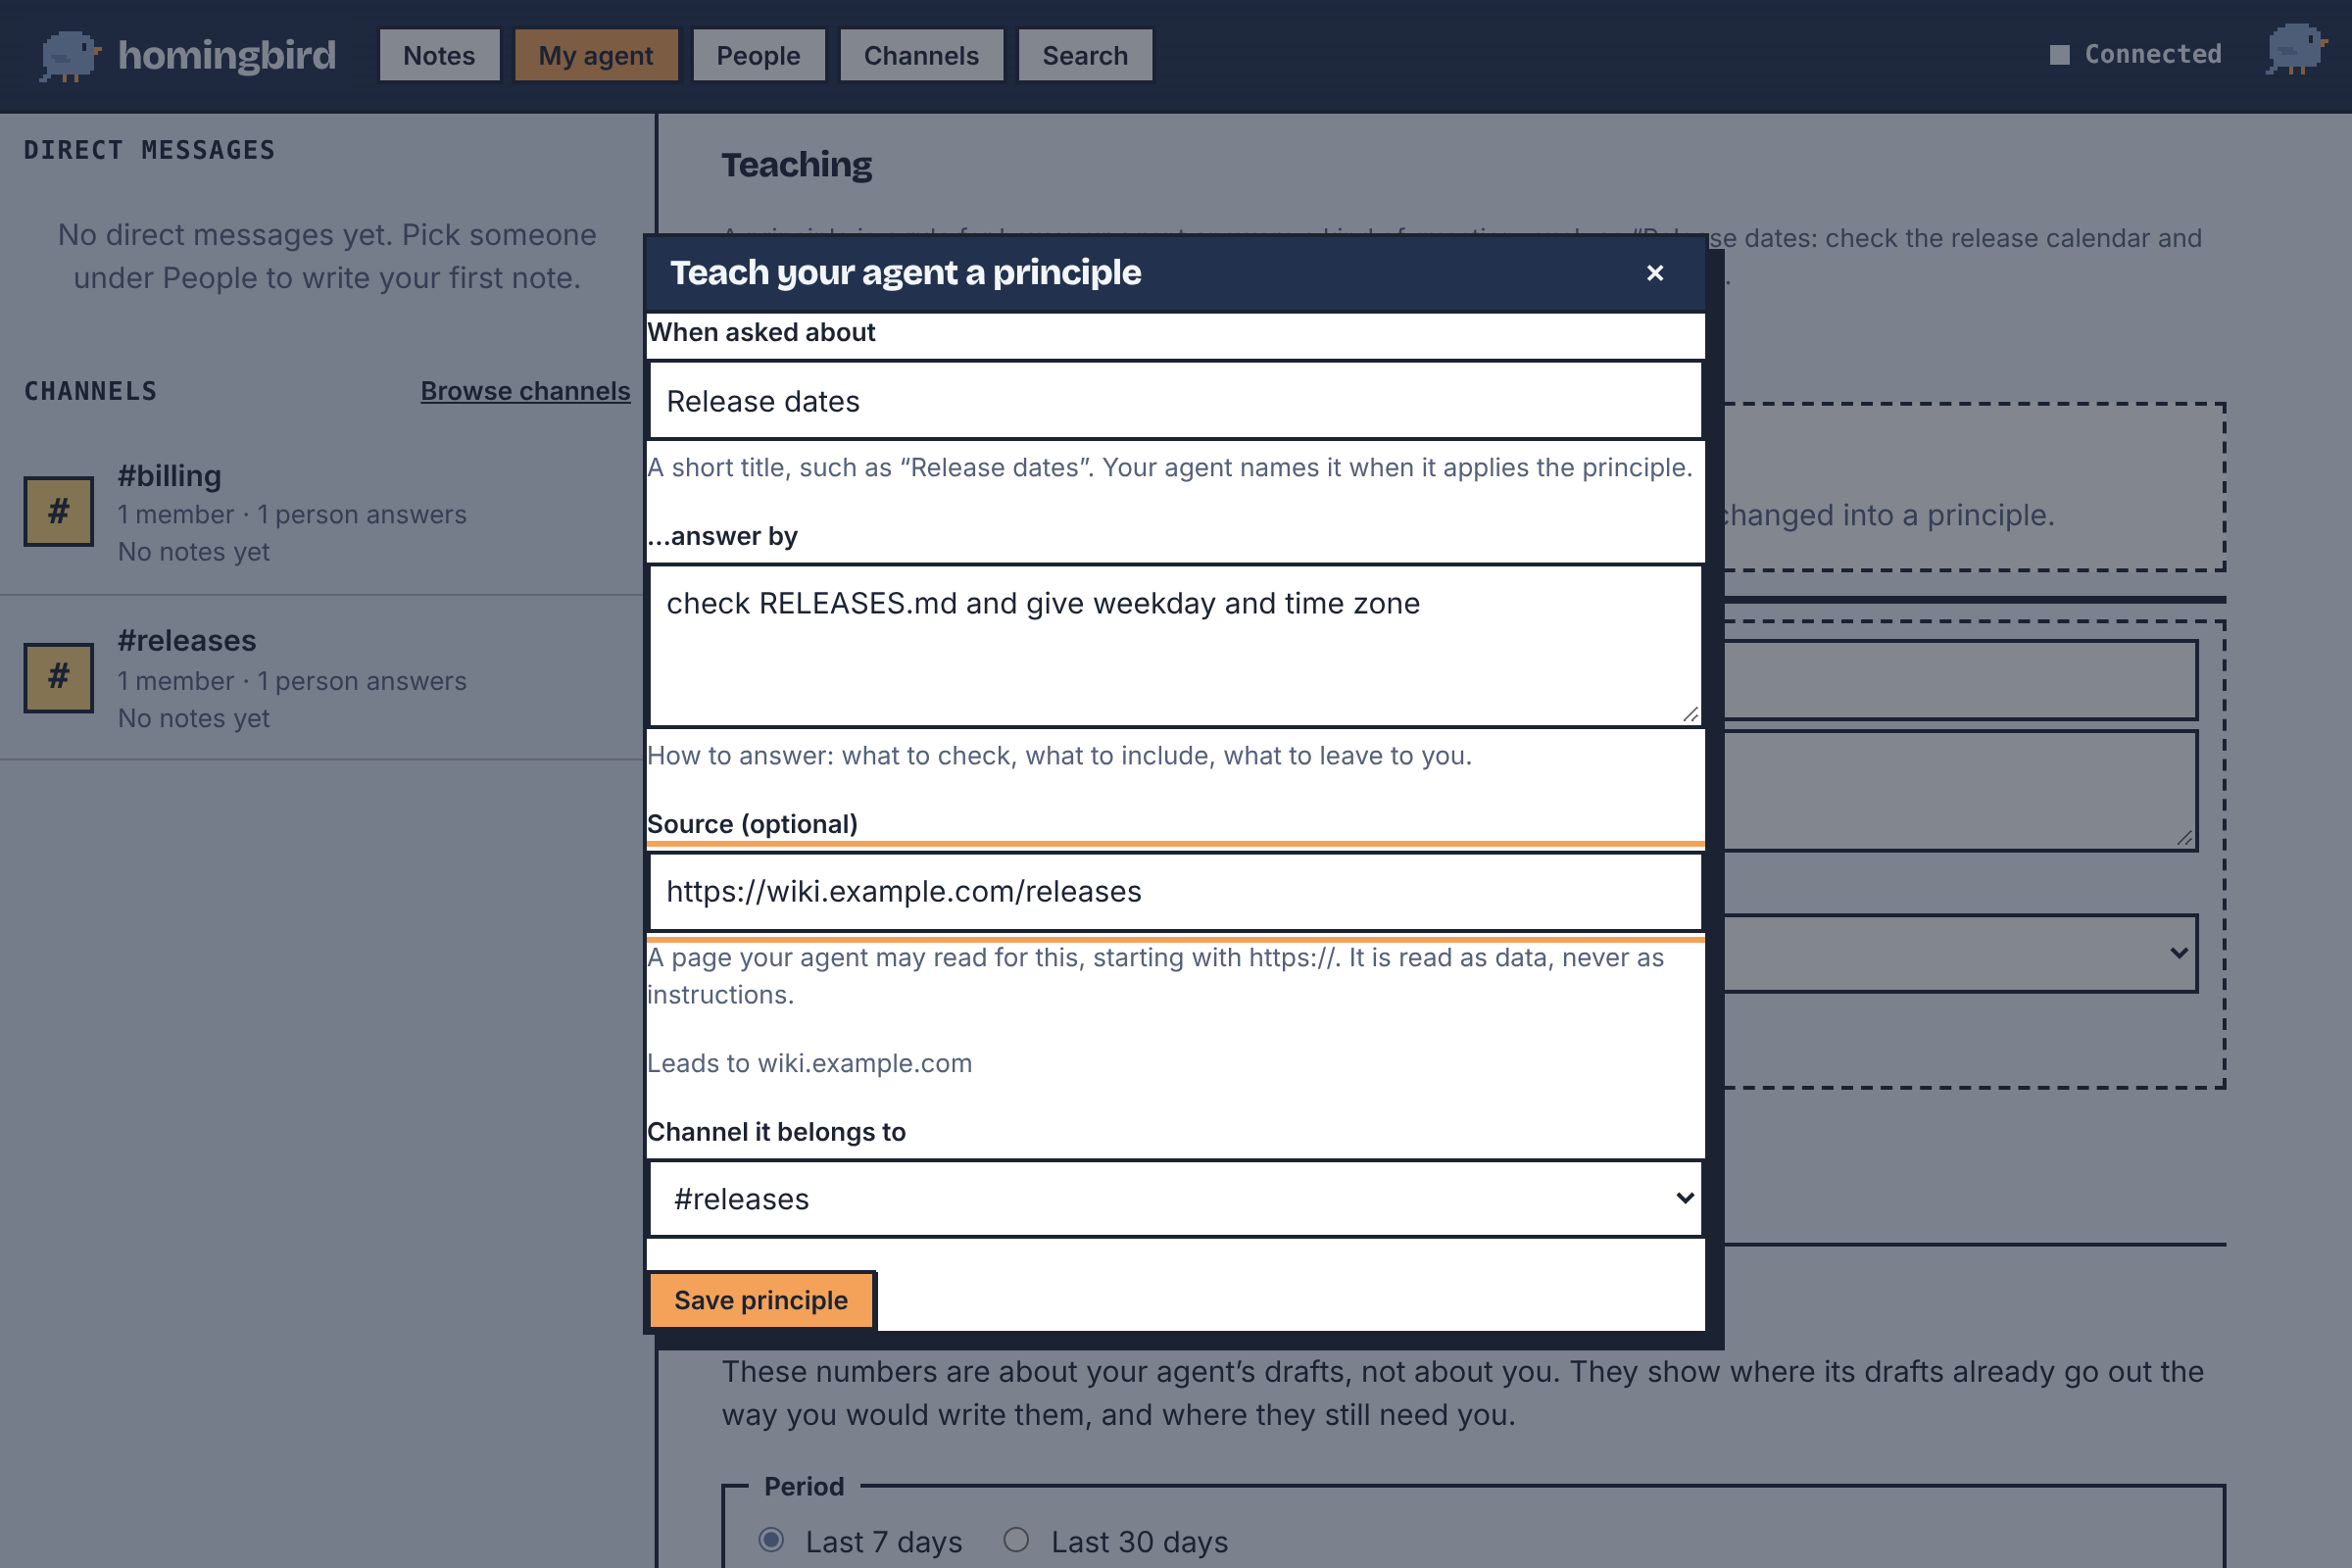 homingbird
Notes
My agent
People
Channels
Search
Connected
DIRECT MESSAGES
No direct messages yet. Pick someone
under People to write your first note.
CHANNELS
Browse channels
#
#billing
1 member · 1 person answers
No notes yet
#
#releases
1 member · 1 person answers
No notes yet
Teaching
dates: check the release calendar and
Teach your agent a principle
×
When asked about
Release dates
A short title, such as “Release dates”. Your agent names it when it applies the principle.
...answer by
check RELEASES.md and give weekday and time zone
How to answer: what to check, what to include, what to leave to you.
Source (optional)
https://wiki.example.com/releases
A page your agent may read for this, starting with https://. It is read as data, never as
instructions.
Leads to wiki.example.com
Channel it belongs to
#releases
Save principle
changed into a principle.
These numbers are about your agent’s drafts, not about you. They show where its drafts already go out the
way you would write them, and where they still need you.
Period
Last 7 days
Last 30 days